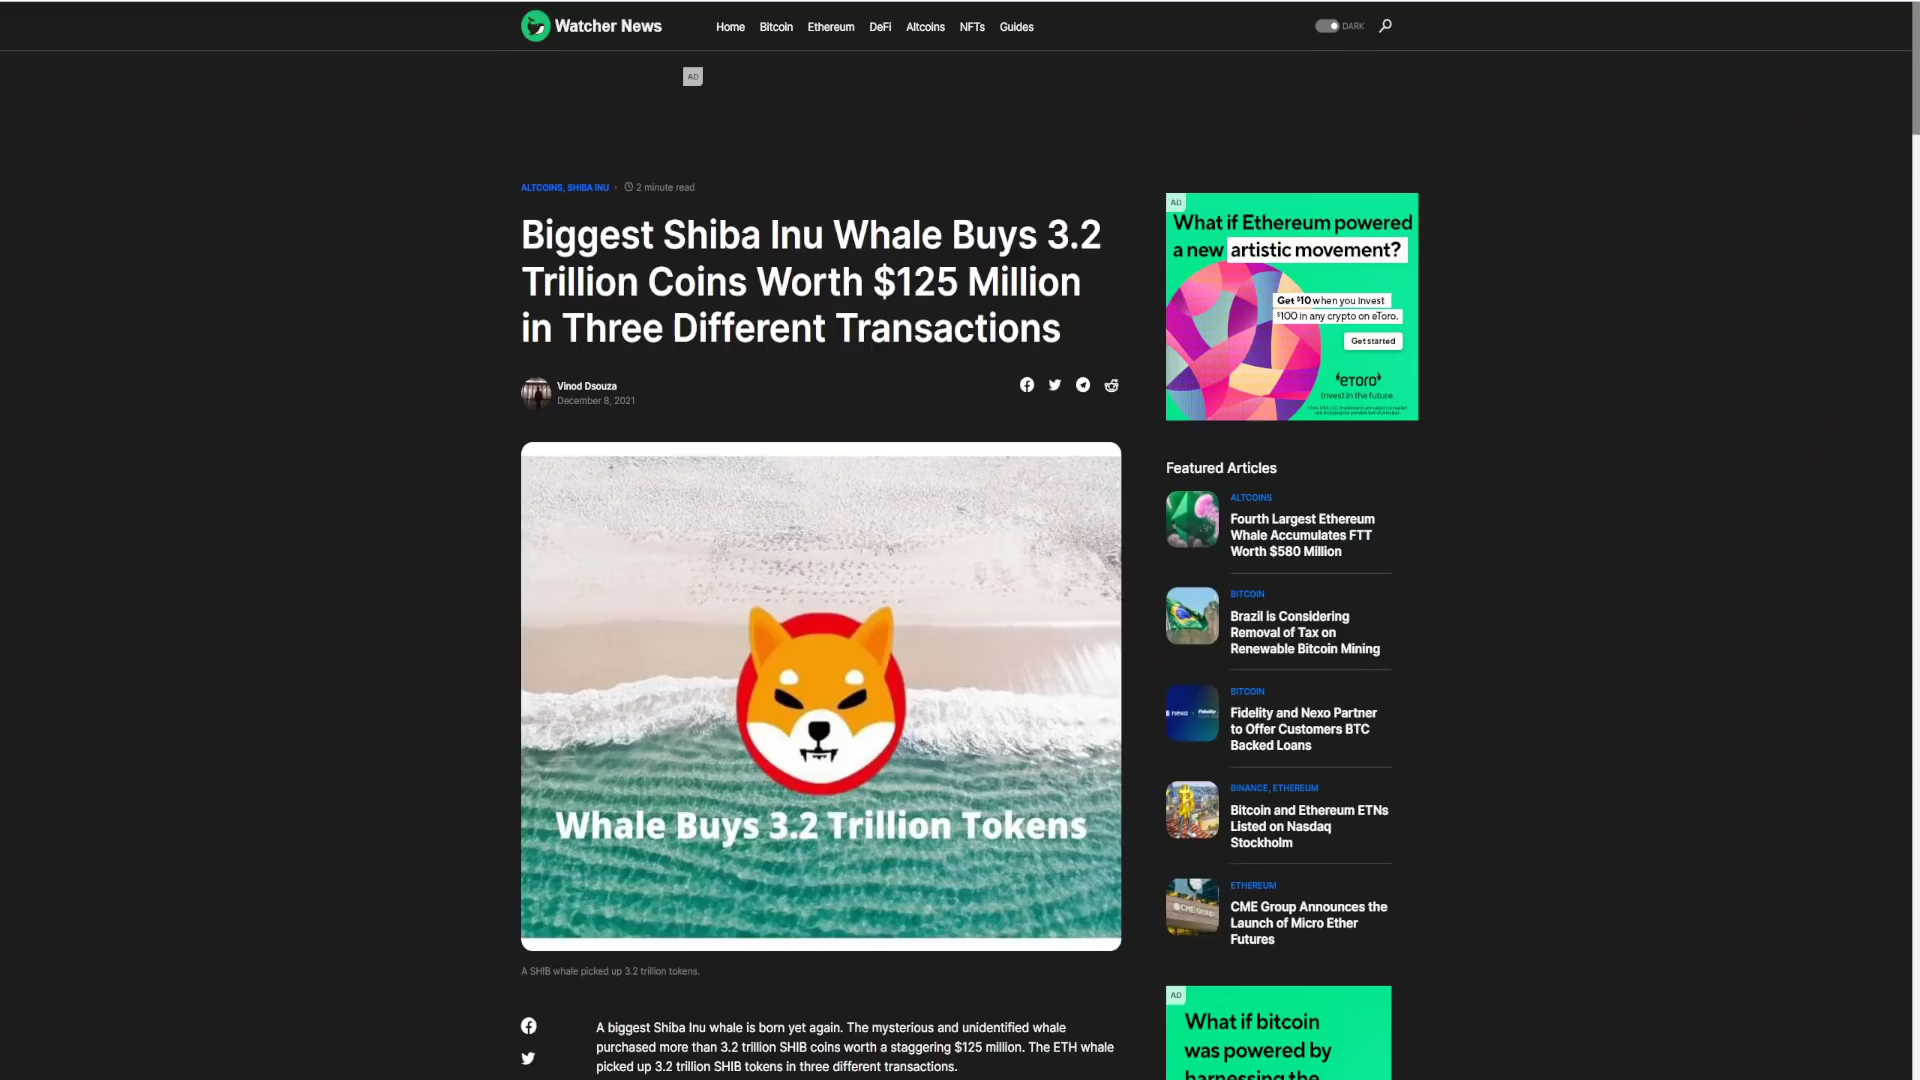 Watcher News
Home Bitcoin Ethereum DeFi Altcoins NFTs Guides
DARK
AD
ALTCOINS, SHIBA INU · 2 minute read
Biggest Shiba Inu Whale Buys 3.2
Trillion Coins Worth $125 Million
in Three Different Transactions
Vinod Dsouza
December 8, 2021
Whale Buys 3.2 Trillion Tokens
A SHIB whale picked up 3.2 trillion tokens.
A biggest Shiba Inu whale is born yet again. The mysterious and unidentified whale
purchased more than 3.2 trillion SHIB coins worth a staggering $125 million. The ETH whale
picked up 3.2 trillion SHIB tokens in three different transactions.
AD
What if Ethereum powered
a new artistic movement?
Get $10 when you invest
$100 in any crypto on eToro.
Get started
eToro
Invest in the future.
Featured Articles
ALTCOINS
Fourth Largest Ethereum
Whale Accumulates FTT
Worth $580 Million
BITCOIN
Brazil is Considering
Removal of Tax on
Renewable Bitcoin Mining
nexo Fidelity
BITCOIN
Fidelity and Nexo Partner
to Offer Customers BTC
Backed Loans
BINANCE, ETHEREUM
Bitcoin and Ethereum ETNs
Listed on Nasdaq
Stockholm
CME Group
ETHEREUM
CME Group Announces the
Launch of Micro Ether
Futures
AD
What if bitcoin
was powered by
harnessing the